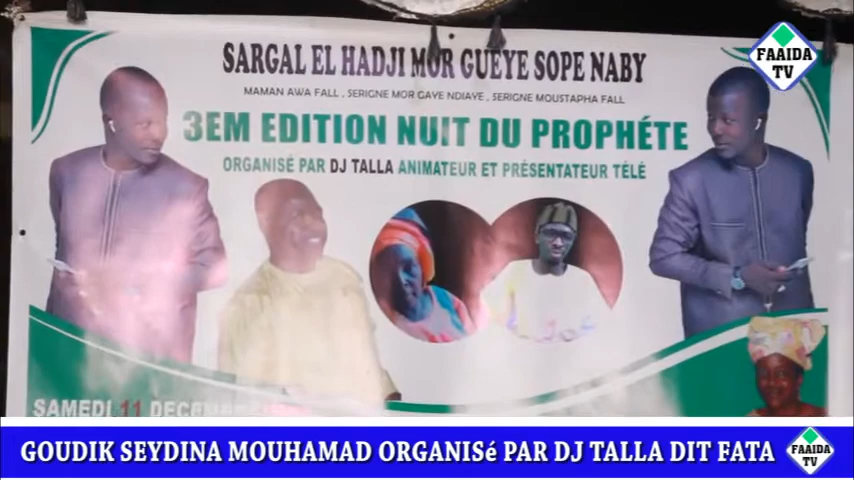 SARGAL EL HADJI MOR GUEYE SOPE NABY
MAMAN AWA FALL , SERIGNE MOR GAYE NDIAYE , SERIGNE MOUSTAPHA FALL
3EM EDITION NUIT DU PROPHÉTE
ORGANISÉ PAR DJ TALLA ANIMATEUR ET PRÉSENTATEUR TÉLÉ
SAMEDI 11 DECEMBRE
FAAIDA
TV
GOUDIK SEYDINA MOUHAMAD ORGANISé PAR DJ TALLA DIT FATA
FAAIDA
TV